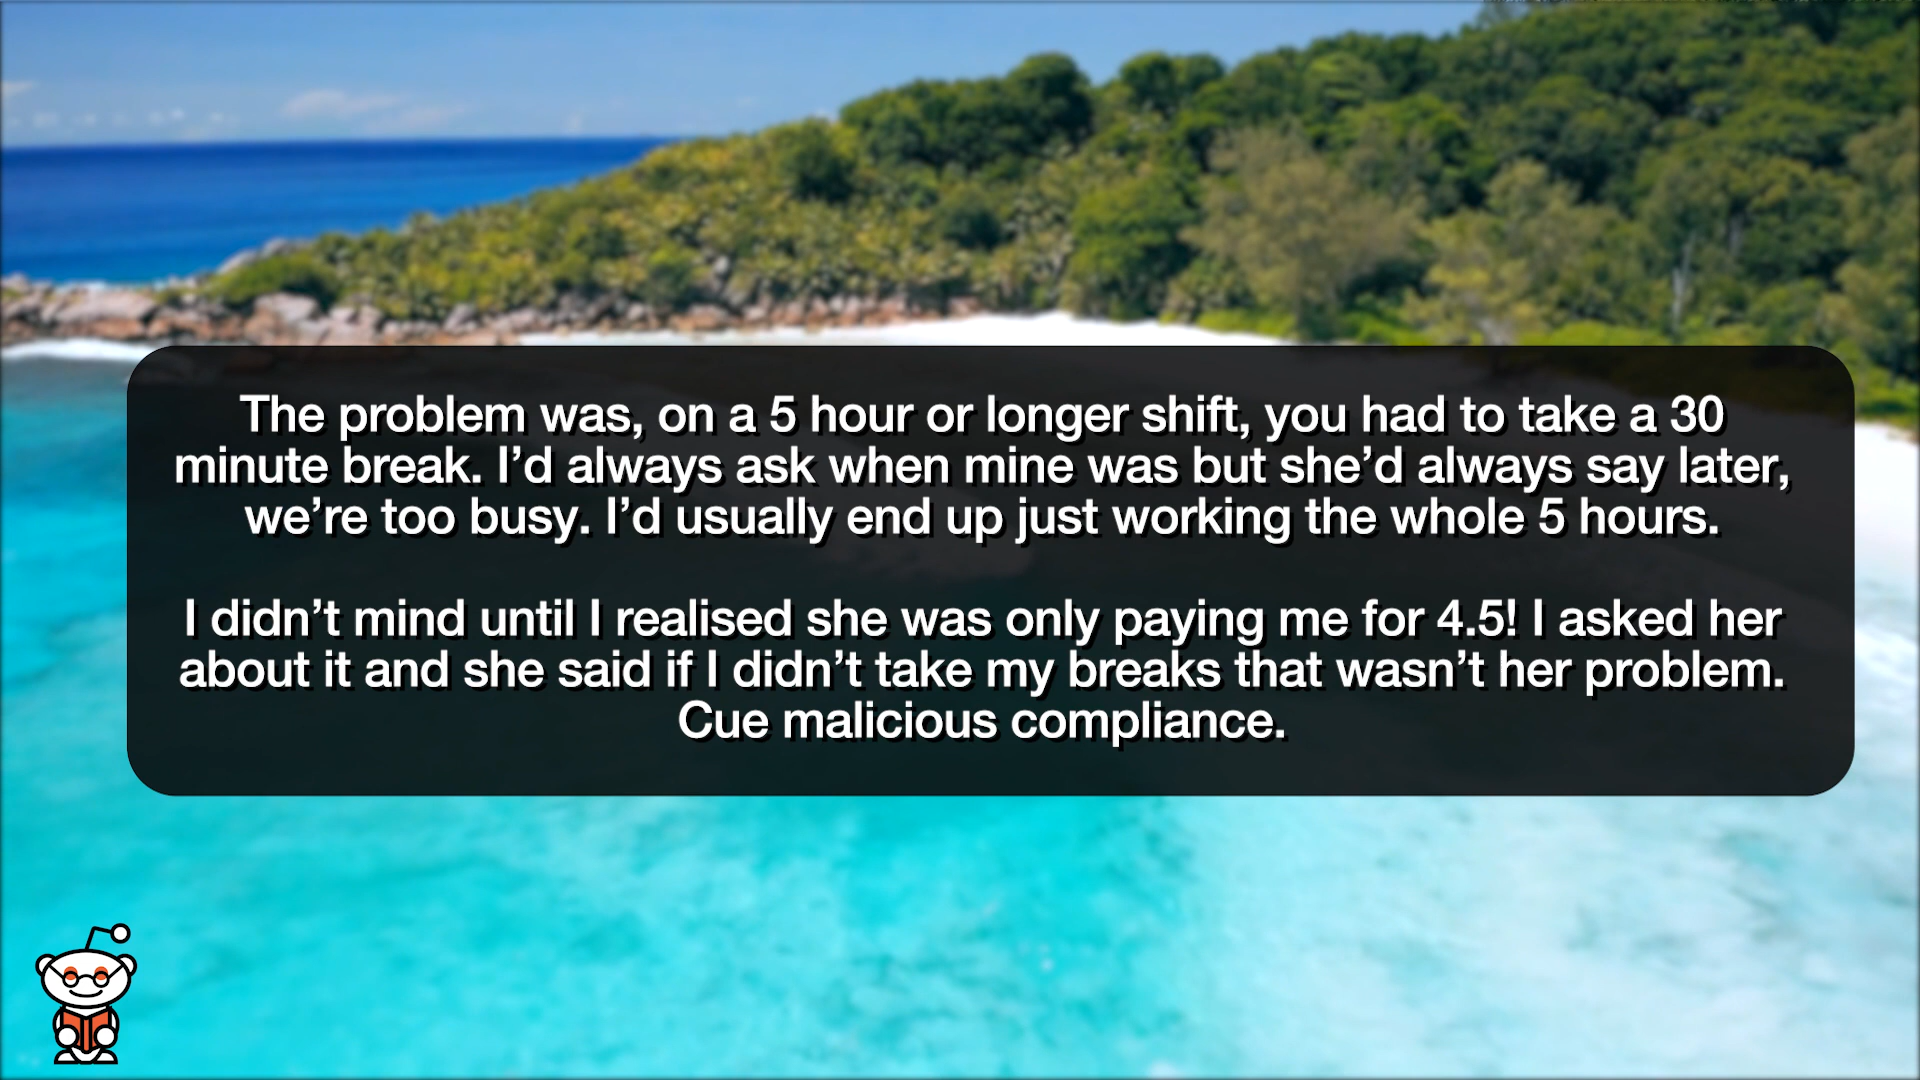 The problem was, on a 5 hour or longer shift, you had to take a 30
minute break. I’d always ask when mine was but she’d always say later,
we’re too busy. I’d usually end up just working the whole 5 hours.
I didn’t mind until I realised she was only paying me for 4.5! I asked her
about it and she said if I didn’t take my breaks that wasn’t her problem.
Cue malicious compliance.